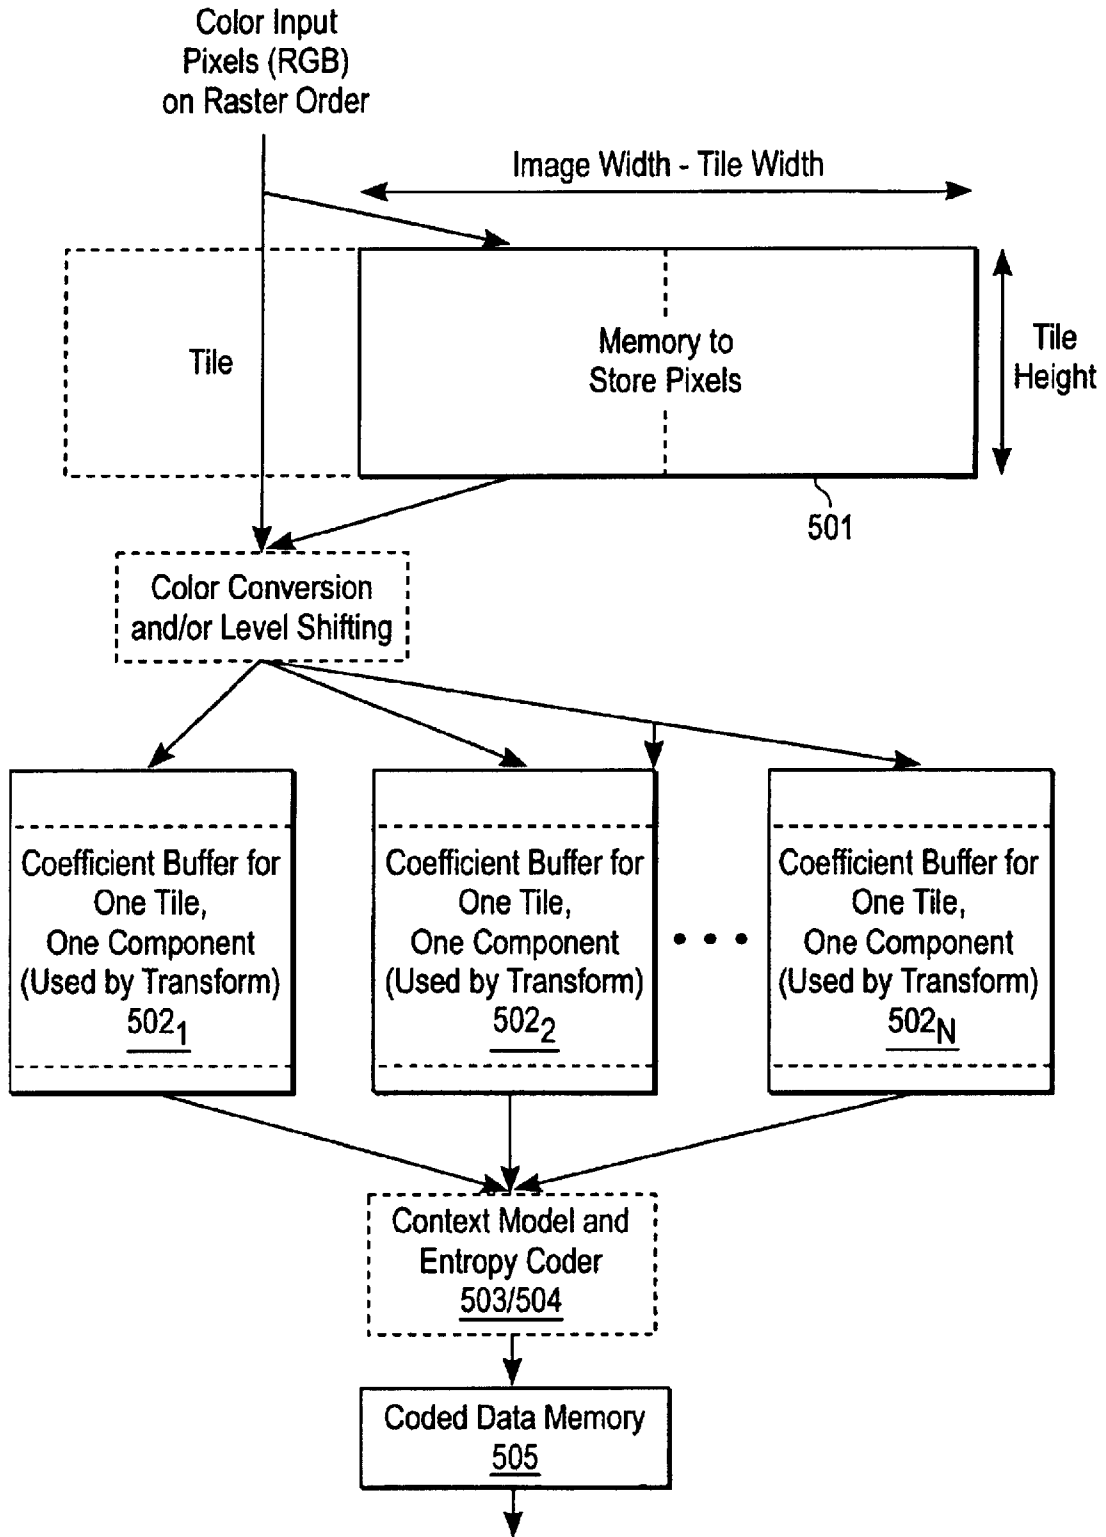 Color Input
Pixels (RGB)
on Raster Order
Image Width - Tile Width
Tile
Memory to
Store Pixels
Tile
Height
501
Color Conversion
and/or Level Shifting
Coefficient Buffer for
One Tile,
One Component
(Used by Transform)
502₁
Coefficient Buffer for
One Tile,
One Component
(Used by Transform)
502₂
Coefficient Buffer for
One Tile,
One Component
(Used by Transform)
502_N
Context Model and
Entropy Coder
503/504
Coded Data Memory
505